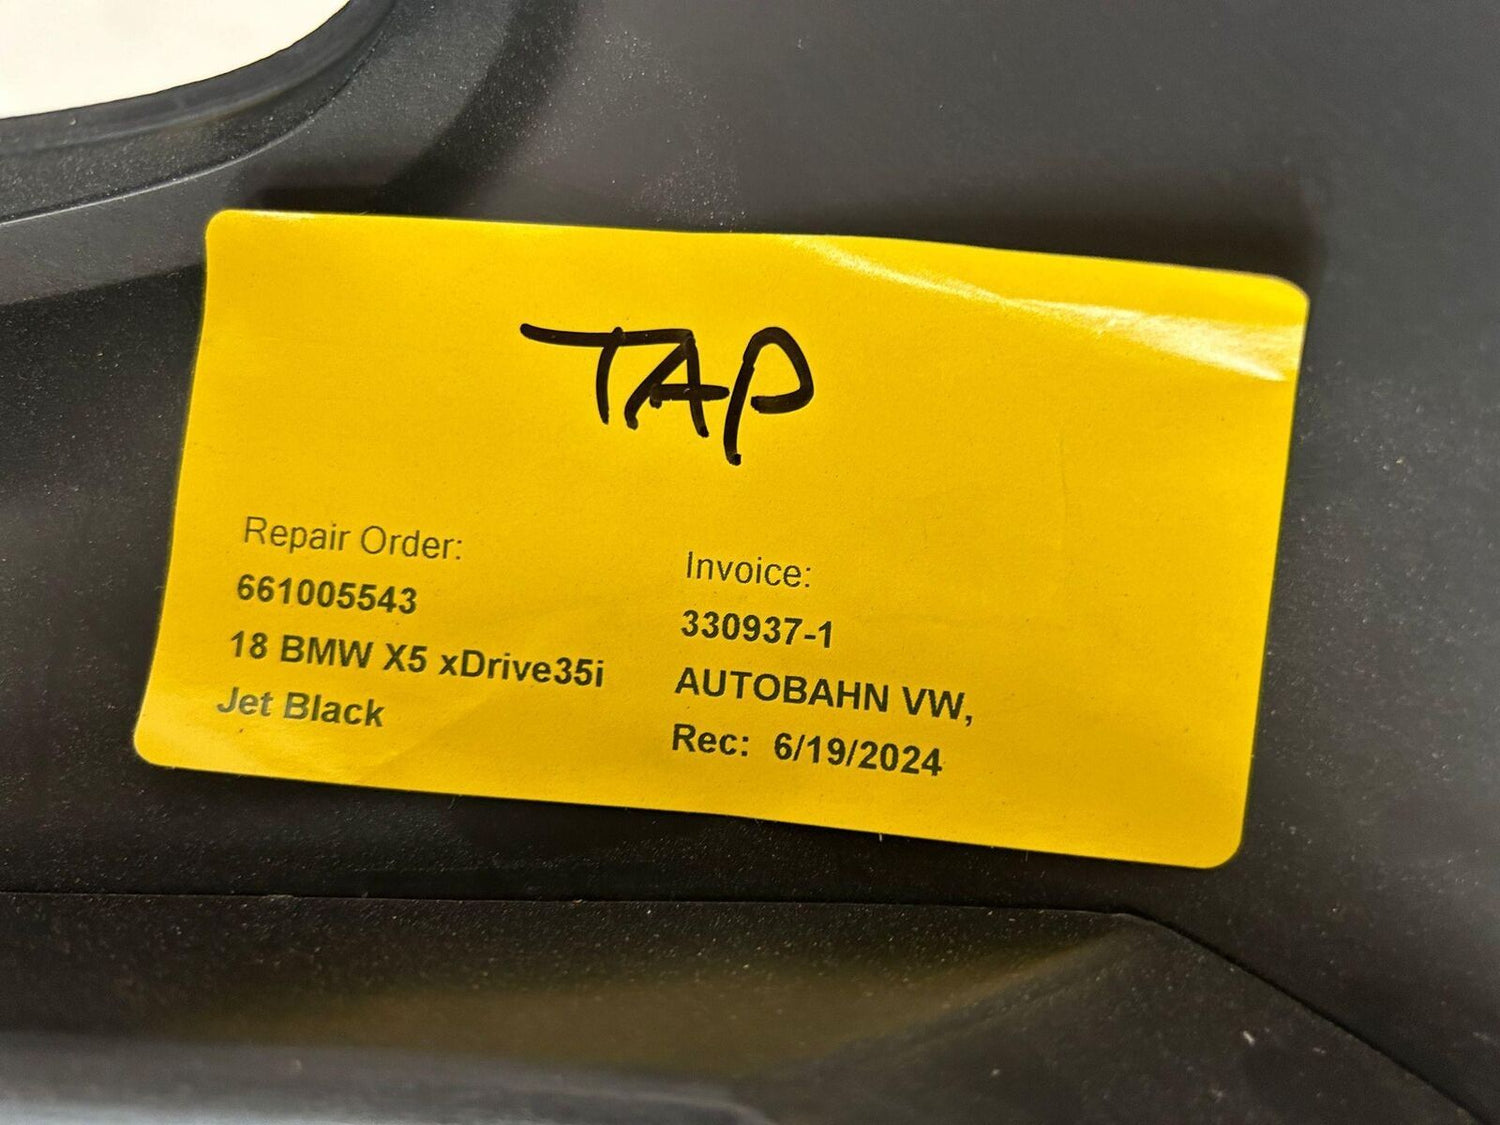 TAP
Repair Order:
661005543
18 BMW X5 xDrive35i
Jet Black
Invoice:
330937-1
AUTOBAHN VW,
Rec: 6/19/2024